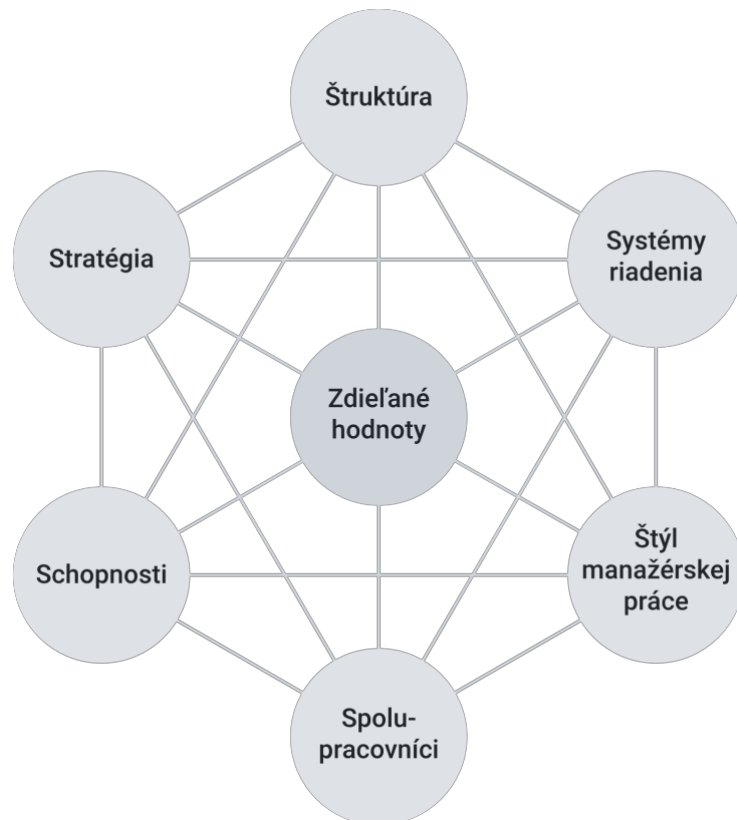 Štruktúra
Stratégia
Systémy
riadenia
Zdieľané
hodnoty
Schopnosti
Štýl
manažérskej
práce
Spolu-
pracovníci